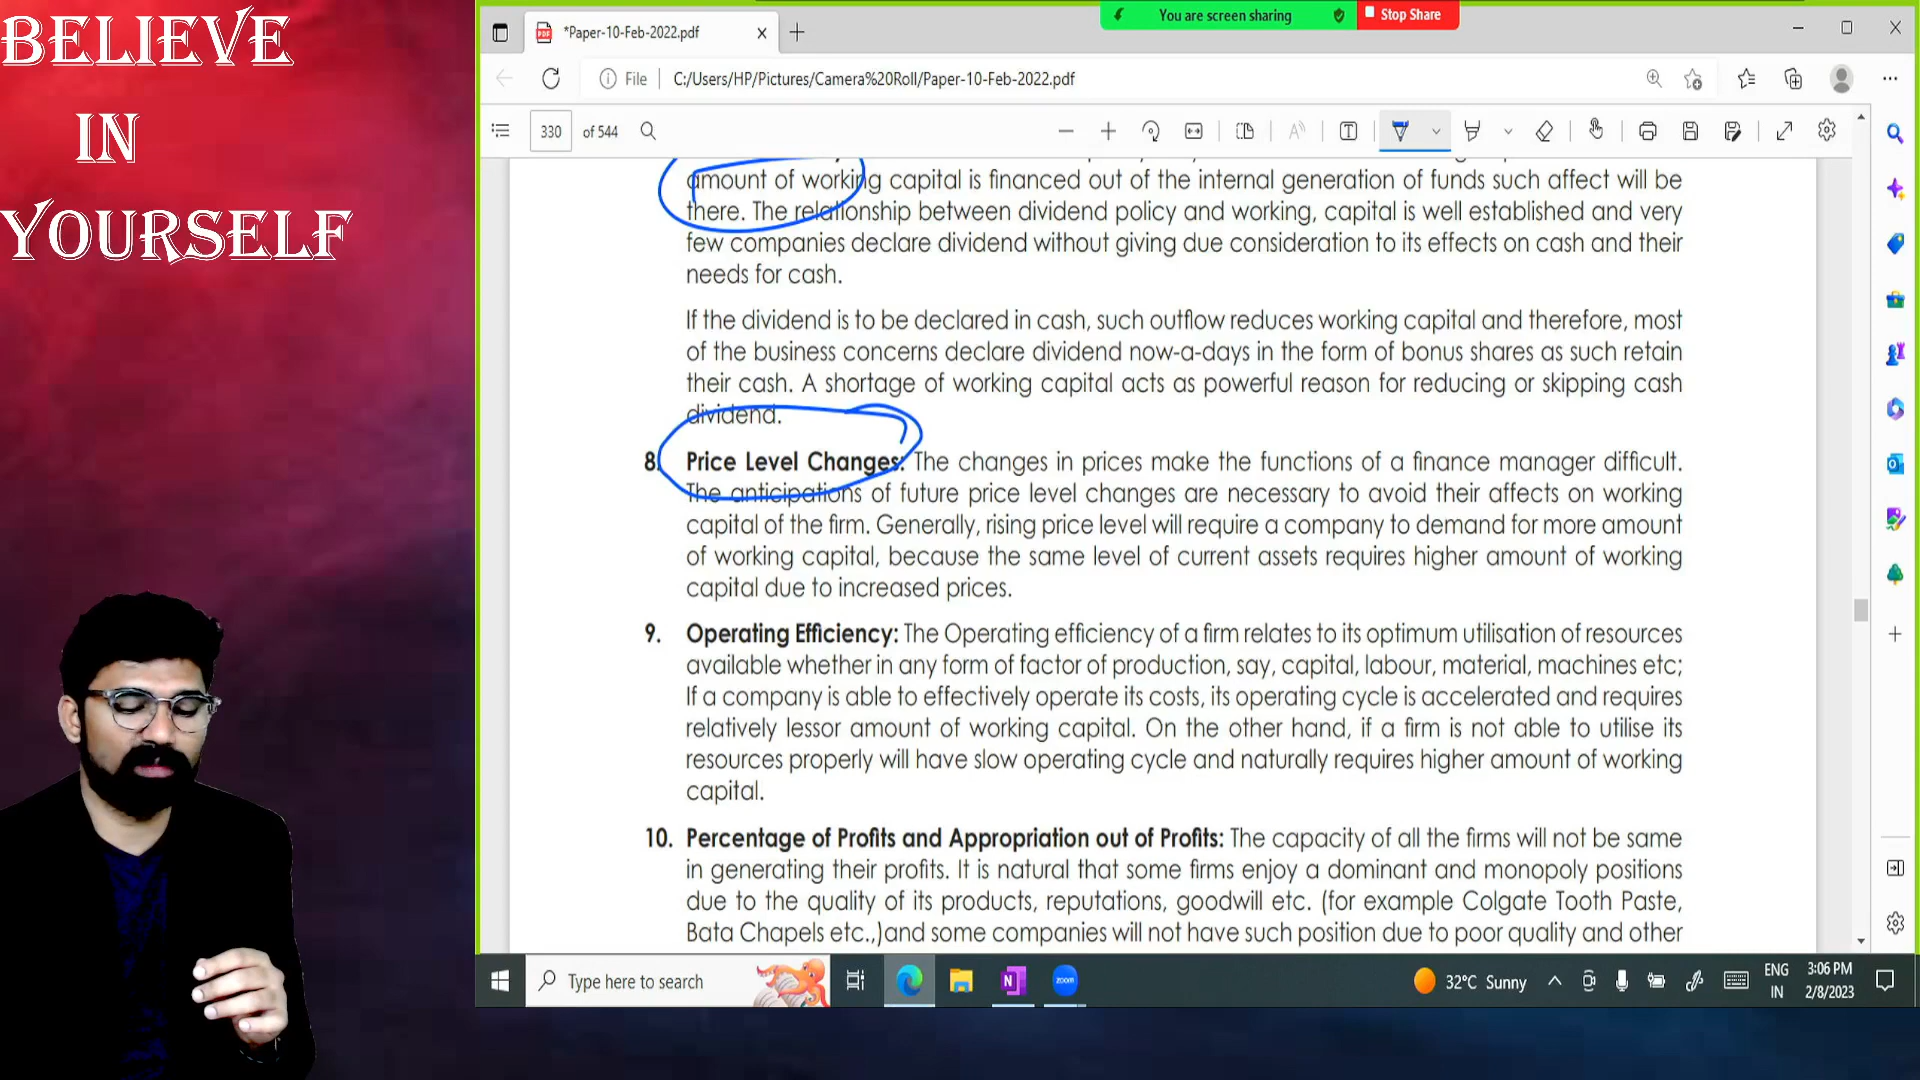 BELIEVE
IN
YOURSELF
You are screen sharing
Stop Share
*Paper-10-Feb-2022.pdf
File
C:/Users/HP/Pictures/Camera%20Roll/Paper-10-Feb-2022.pdf
330 of 544
amount of working capital is financed out of the internal generation of funds such affect will be
there. The relationship between dividend policy and working, capital is well established and very
few companies declare dividend without giving due consideration to its effects on cash and their
needs for cash.
If the dividend is to be declared in cash, such outflow reduces working capital and therefore, most
of the business concerns declare dividend now-a-days in the form of bonus shares as such retain
their cash. A shortage of working capital acts as powerful reason for reducing or skipping cash
dividend.
8. Price Level Changes: The changes in prices make the functions of a finance manager difficult.
The anticipations of future price level changes are necessary to avoid their affects on working
capital of the firm. Generally, rising price level will require a company to demand for more amount
of working capital, because the same level of current assets requires higher amount of working
capital due to increased prices.
9. Operating Efficiency: The Operating efficiency of a firm relates to its optimum utilisation of resources
available whether in any form of factor of production, say, capital, labour, material, machines etc;
If a company is able to effectively operate its costs, its operating cycle is accelerated and requires
relatively lessor amount of working capital. On the other hand, if a firm is not able to utilise its
resources properly will have slow operating cycle and naturally requires higher amount of working
capital.
10. Percentage of Profits and Appropriation out of Profits: The capacity of all the firms will not be same
in generating their profits. It is natural that some firms enjoy a dominant and monopoly positions
due to the quality of its products, reputations, goodwill etc. (for example Colgate Tooth Paste,
Bata Chapels etc.,)and some companies will not have such position due to poor quality and other
Type here to search
zoom
32°C Sunny
ENG
IN
3:06 PM
2/8/2023